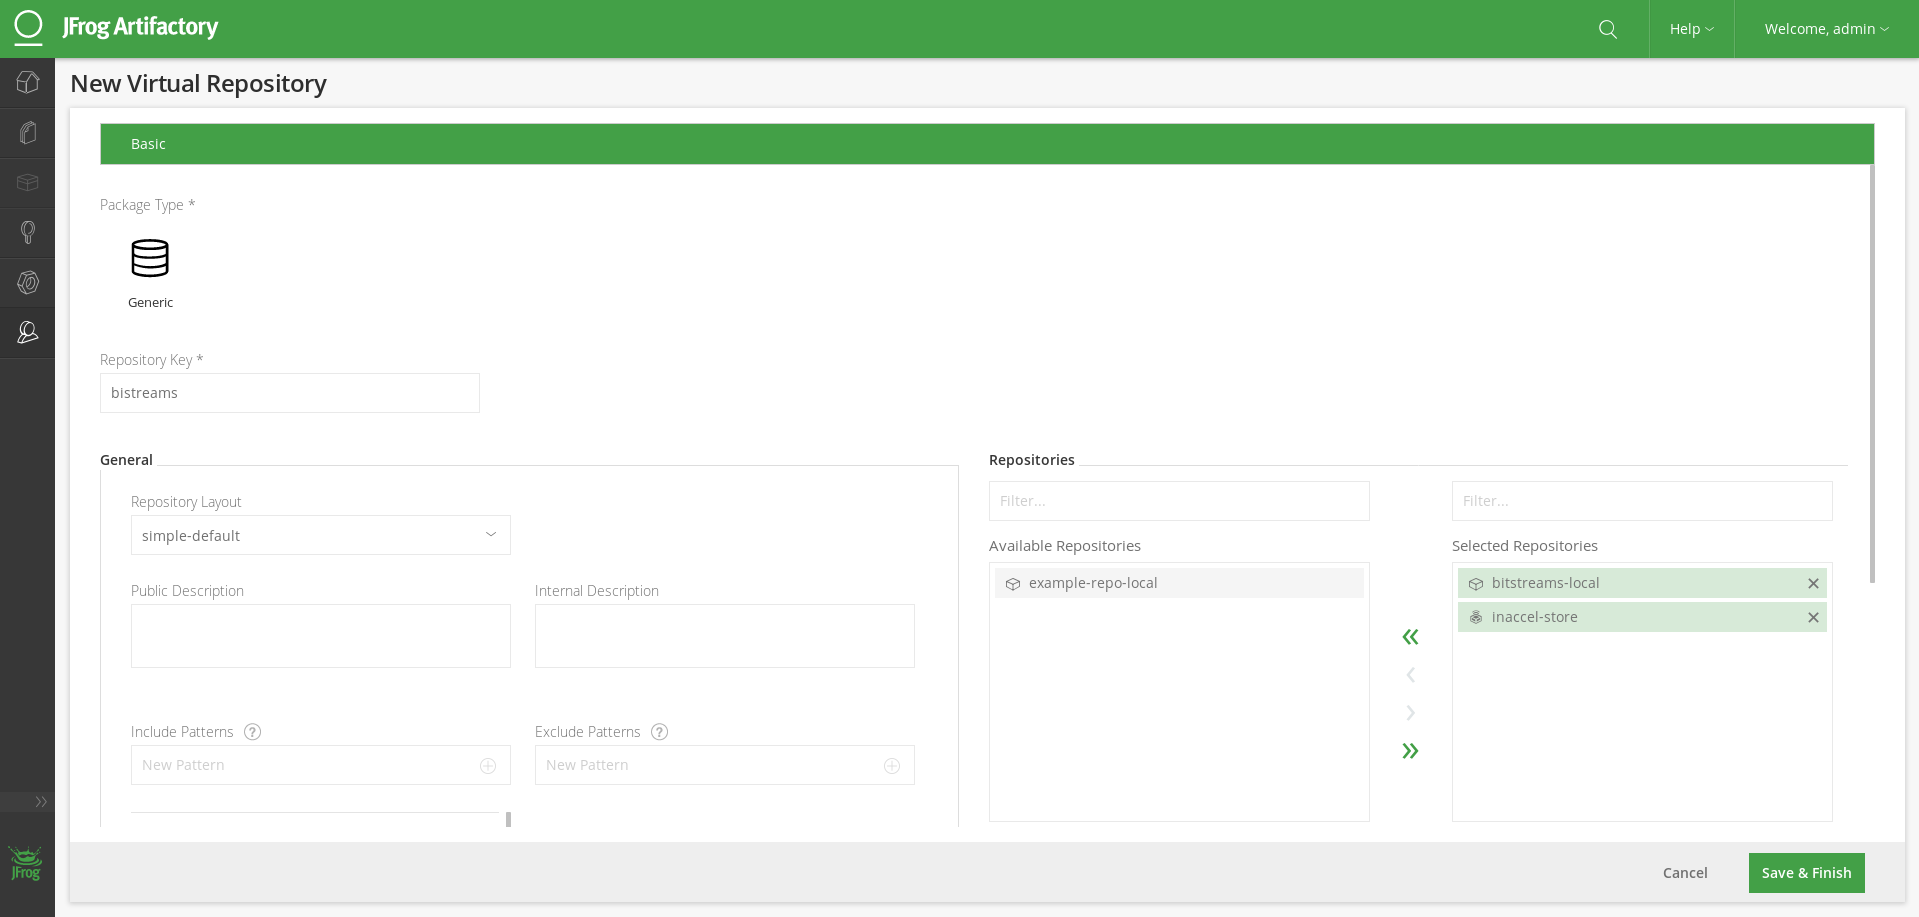 JFrog Artifactory
Help
Welcome, admin
New Virtual Repository
Basic
Package Type *
Generic
Repository Key *
bistreams
General
Repository Layout
simple-default
Public Description
Internal Description
Include Patterns ?
Exclude Patterns ?
New Pattern
New Pattern
Repositories
Filter...
Filter...
Available Repositories
Selected Repositories
example-repo-local
bitstreams-local
inaccel-store
JFrog
Cancel
Save & Finish